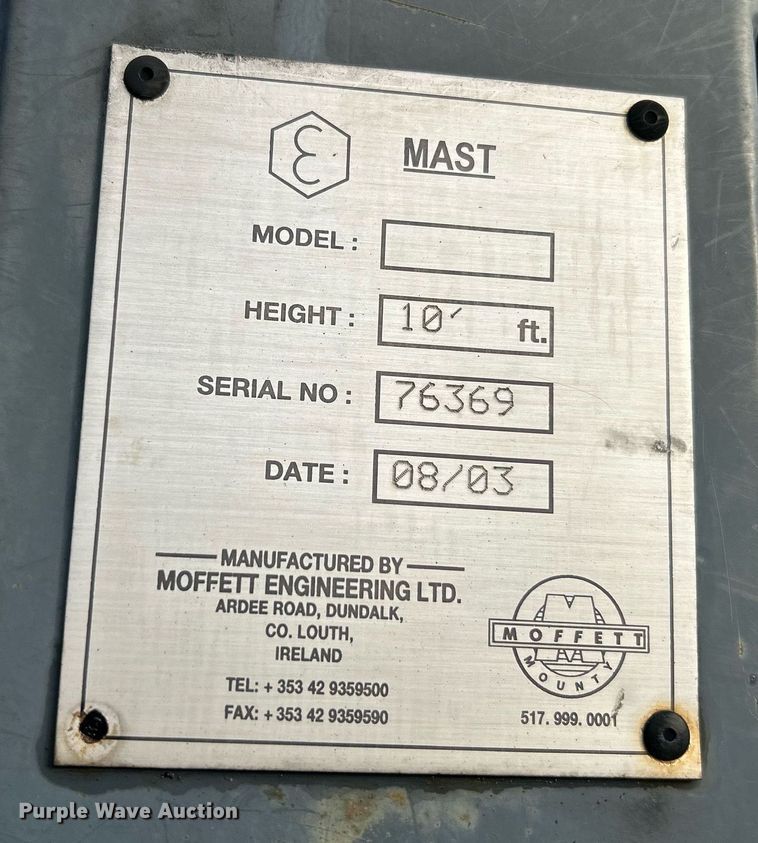 MAST
MODEL :
HEIGHT : 10' ft.
SERIAL NO : 76369
DATE : 08/03
MANUFACTURED BY
MOFFETT ENGINEERING LTD.
ARDEE ROAD, DUNDALK,
CO. LOUTH,
IRELAND
TEL: + 353 42 9359500
FAX: + 353 42 9359590
MOFFETT
MOUNTY
517. 999. 0001
Purple Wave Auction